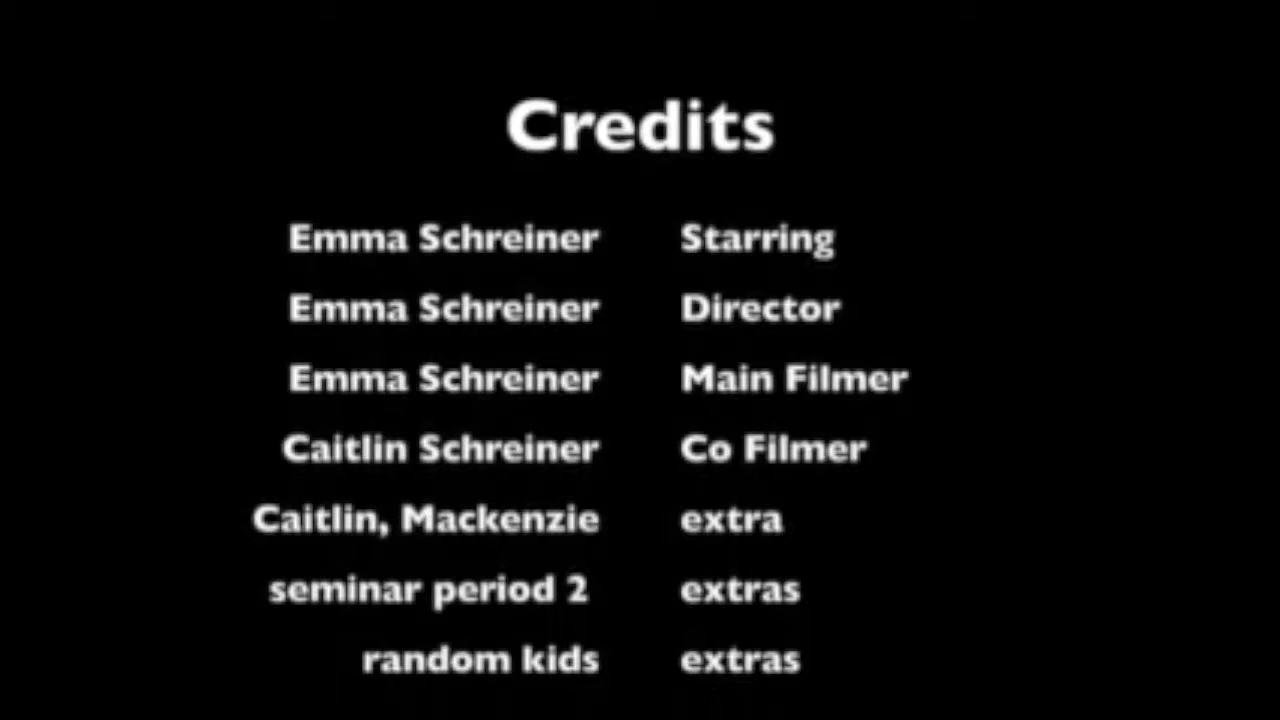 Credits
Emma Schreiner Starring
Emma Schreiner Director
Emma Schreiner Main Filmer
Caitlin Schreiner Co Filmer
Caitlin, Mackenzie extra
seminar period 2 extras
random kids extras